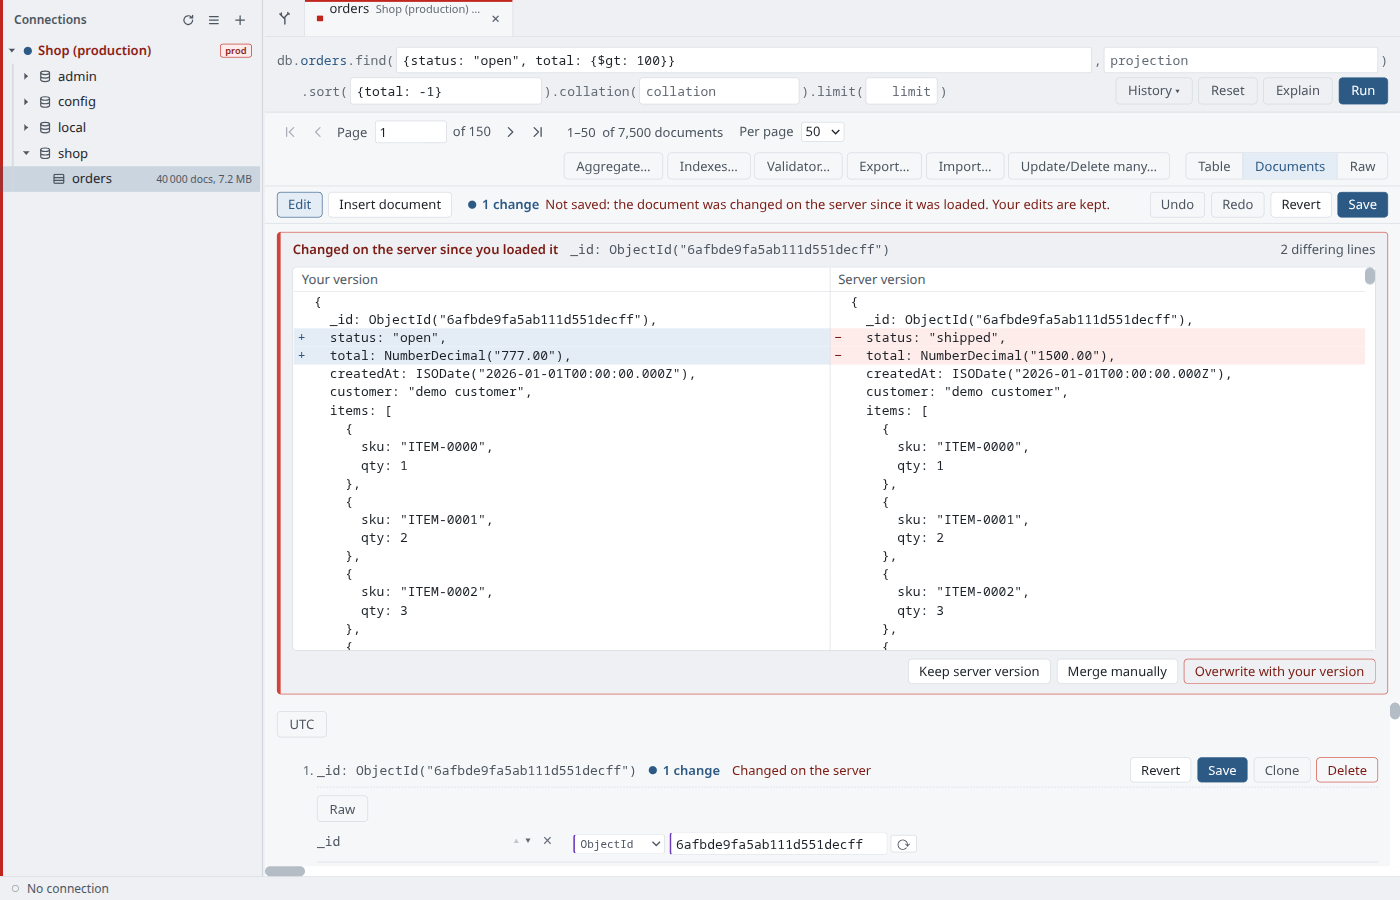 Connections
Shop (production) prod
admin
config
local
shop
orders 40 000 docs, 7.2 MB
orders Shop (production) ...
db.orders.find( {status: "open", total: {$gt: 100}} , projection )
.sort( {total: -1} ).collation( collation ).limit( limit )
History Reset Explain Run
Page 1 of 150 1–50 of 7,500 documents Per page 50
Aggregate... Indexes... Validator... Export... Import... Update/Delete many... Table Documents Raw
Edit Insert document 1 change Not saved: the document was changed on the server since it was loaded. Your edits are kept. Undo Redo Revert Save
Changed on the server since you loaded it _id: ObjectId("6afbde9fa5ab111d551decff") 2 differing lines
Your version
{
_id: ObjectId("6afbde9fa5ab111d551decff"),
+ status: "open",
+ total: NumberDecimal("777.00"),
createdAt: ISODate("2026-01-01T00:00:00.000Z"),
customer: "demo customer",
items: [
{
sku: "ITEM-0000",
qty: 1
},
{
sku: "ITEM-0001",
qty: 2
},
{
sku: "ITEM-0002",
qty: 3
},
{
Server version
{
_id: ObjectId("6afbde9fa5ab111d551decff"),
− status: "shipped",
− total: NumberDecimal("1500.00"),
createdAt: ISODate("2026-01-01T00:00:00.000Z"),
customer: "demo customer",
items: [
{
sku: "ITEM-0000",
qty: 1
},
{
sku: "ITEM-0001",
qty: 2
},
{
sku: "ITEM-0002",
qty: 3
},
{
Keep server version Merge manually Overwrite with your version
UTC
1. _id: ObjectId("6afbde9fa5ab111d551decff") 1 change Changed on the server Revert Save Clone Delete
Raw
_id ObjectId 6afbde9fa5ab111d551decff
No connection